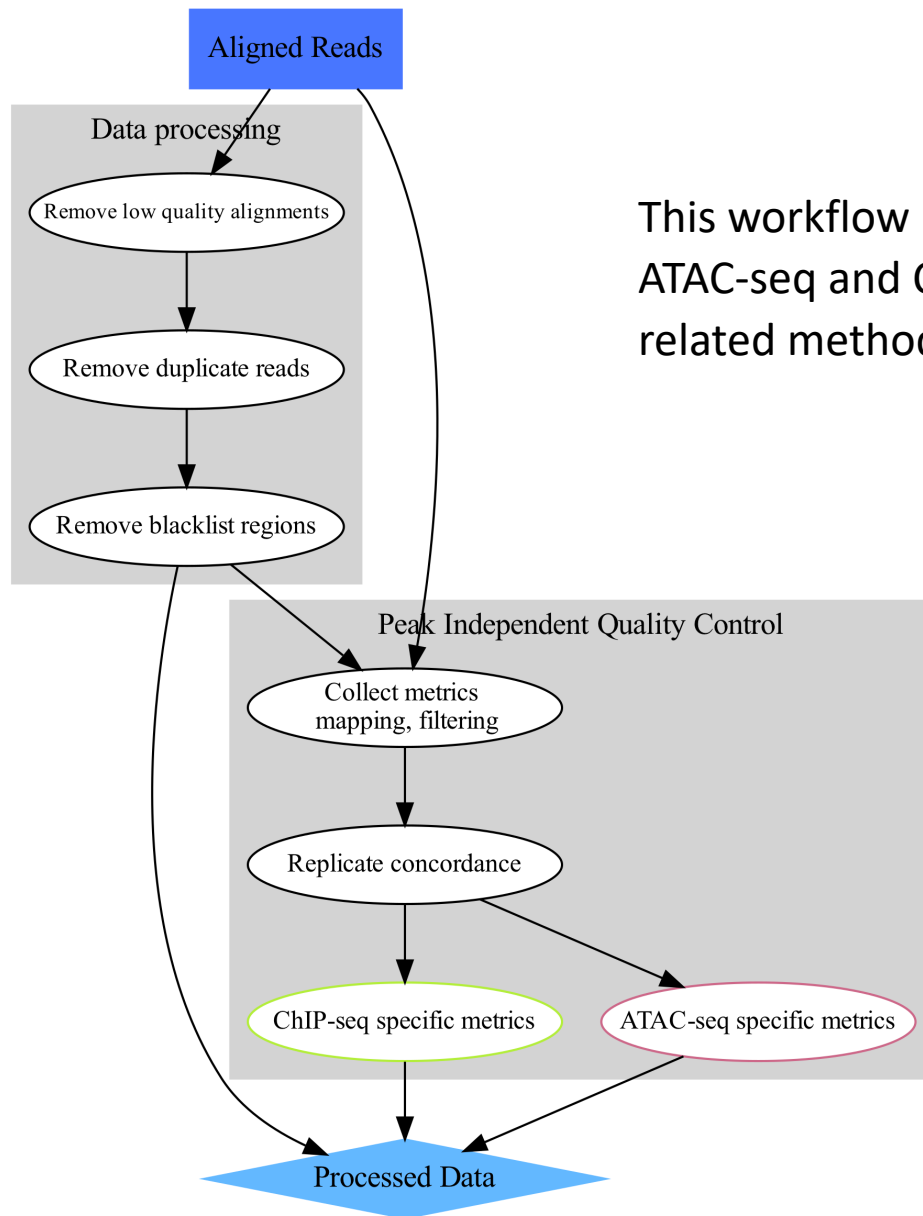 Aligned Reads
Data processing
Remove low quality alignments
Remove duplicate reads
Remove blacklist regions
This workflow
ATAC-seq and
related
Peak Independent Quality Control
Collect metrics
mapping, filtering
Replicate concordance
ChIP-seq specific metrics
ATAC-seq specific metrics
Processed Data